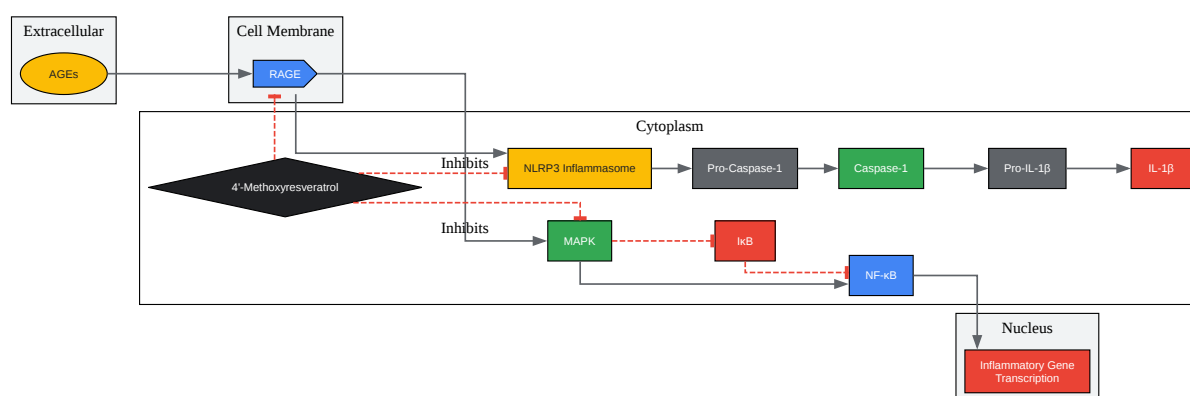 Extracellular
Cell Membrane
AGEs
RAGE
Cytoplasm
Inhibits
NLRP3 Inflammasome
Pro-Caspase-1
Caspase-1
Pro-IL-1β
IL-1β
4'-Methoxyresveratrol
Inhibits
MAPK
IκB
NF-κB
Nucleus
Inflammatory Gene
Transcription